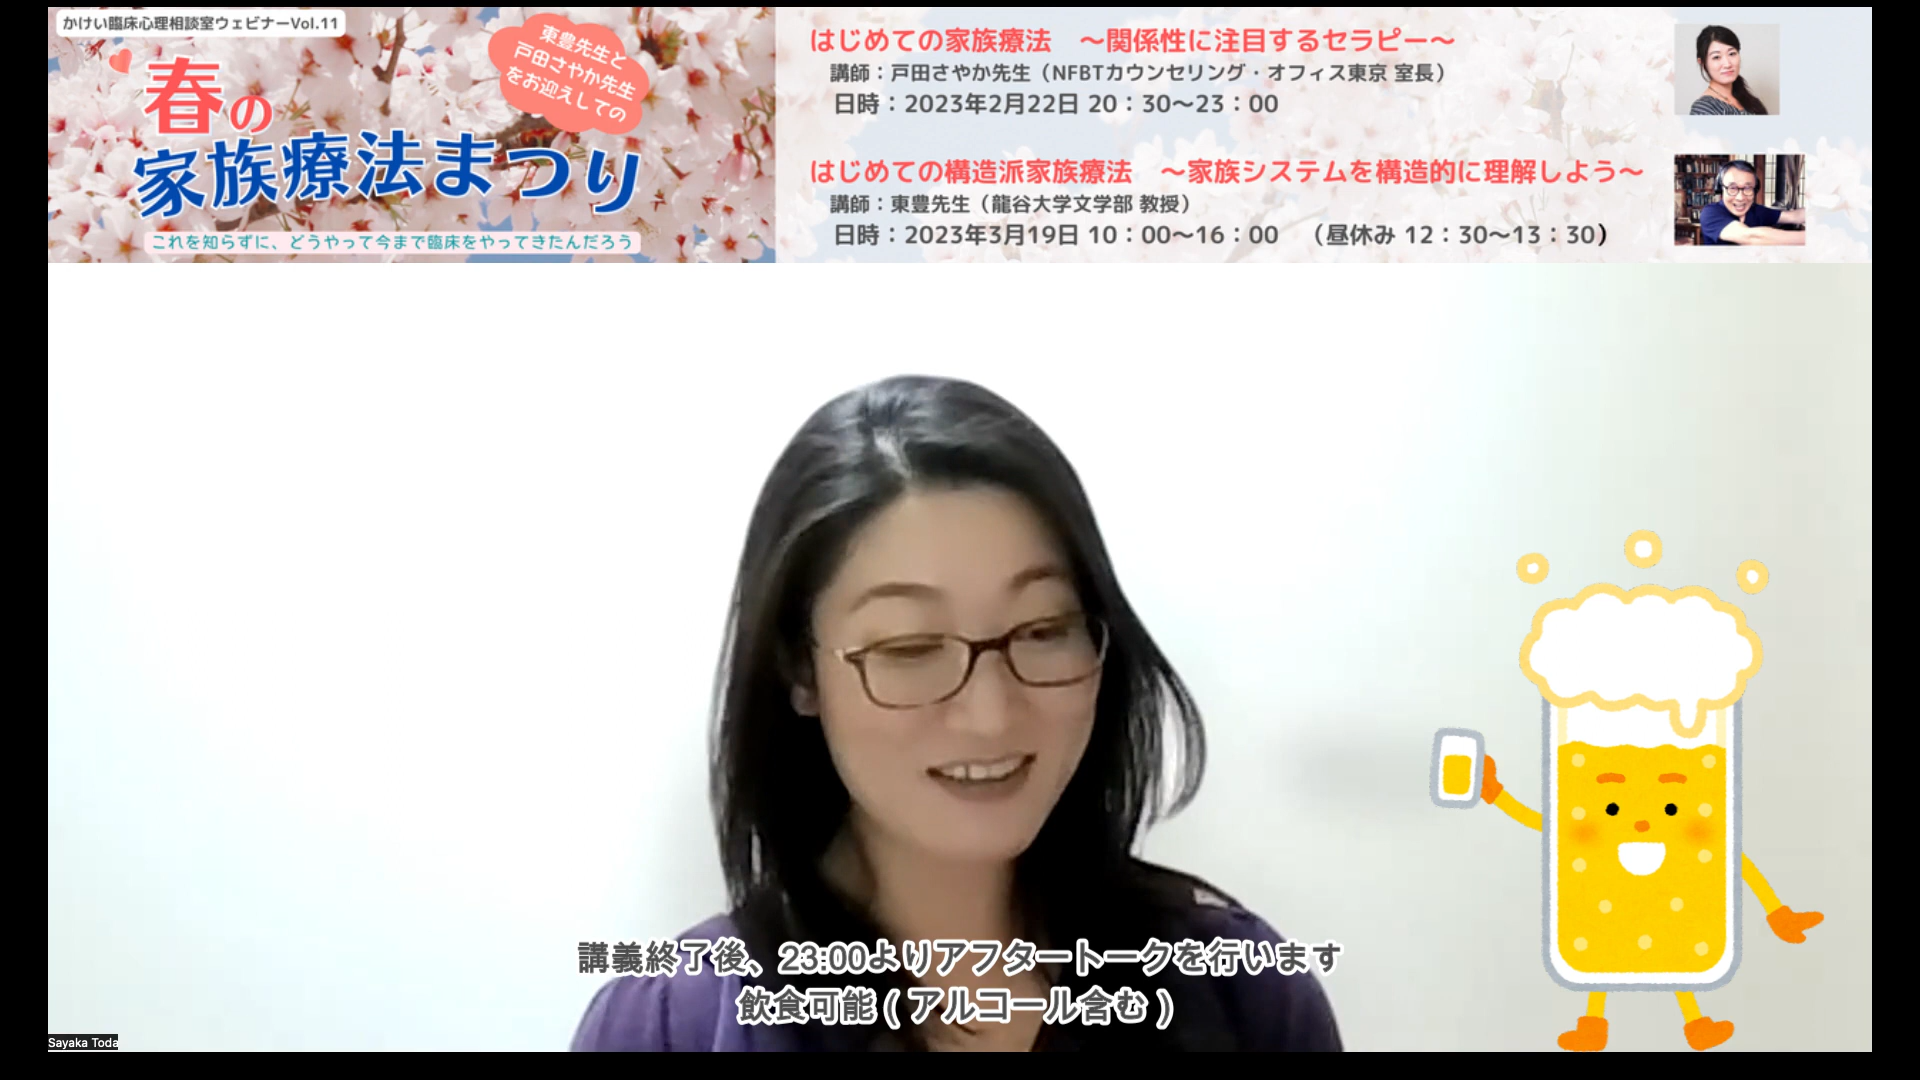 かけい臨床心理相談室ウェビナーVol.11
東豊先生と
戸田さやか先生
をお迎えしての
春の
家族療法まつり
これを知らずに、どうやって今まで臨床をやってきたんだろう
はじめての家族療法　～関係性に注目するセラピー～
講師：戸田さやか先生（NFBTカウンセリング・オフィス東京 室長）
日時：2023年2月22日 20：30～23：00
はじめての構造派家族療法　～家族システムを構造的に理解しよう～
講師：東豊先生（龍谷大学文学部 教授）
日時：2023年3月19日 10：00～16：00　（昼休み 12：30～13：30）
講義終了後、23:00よりアフタートークを行います
飲食可能 ( アルコール含む )
Sayaka Toda